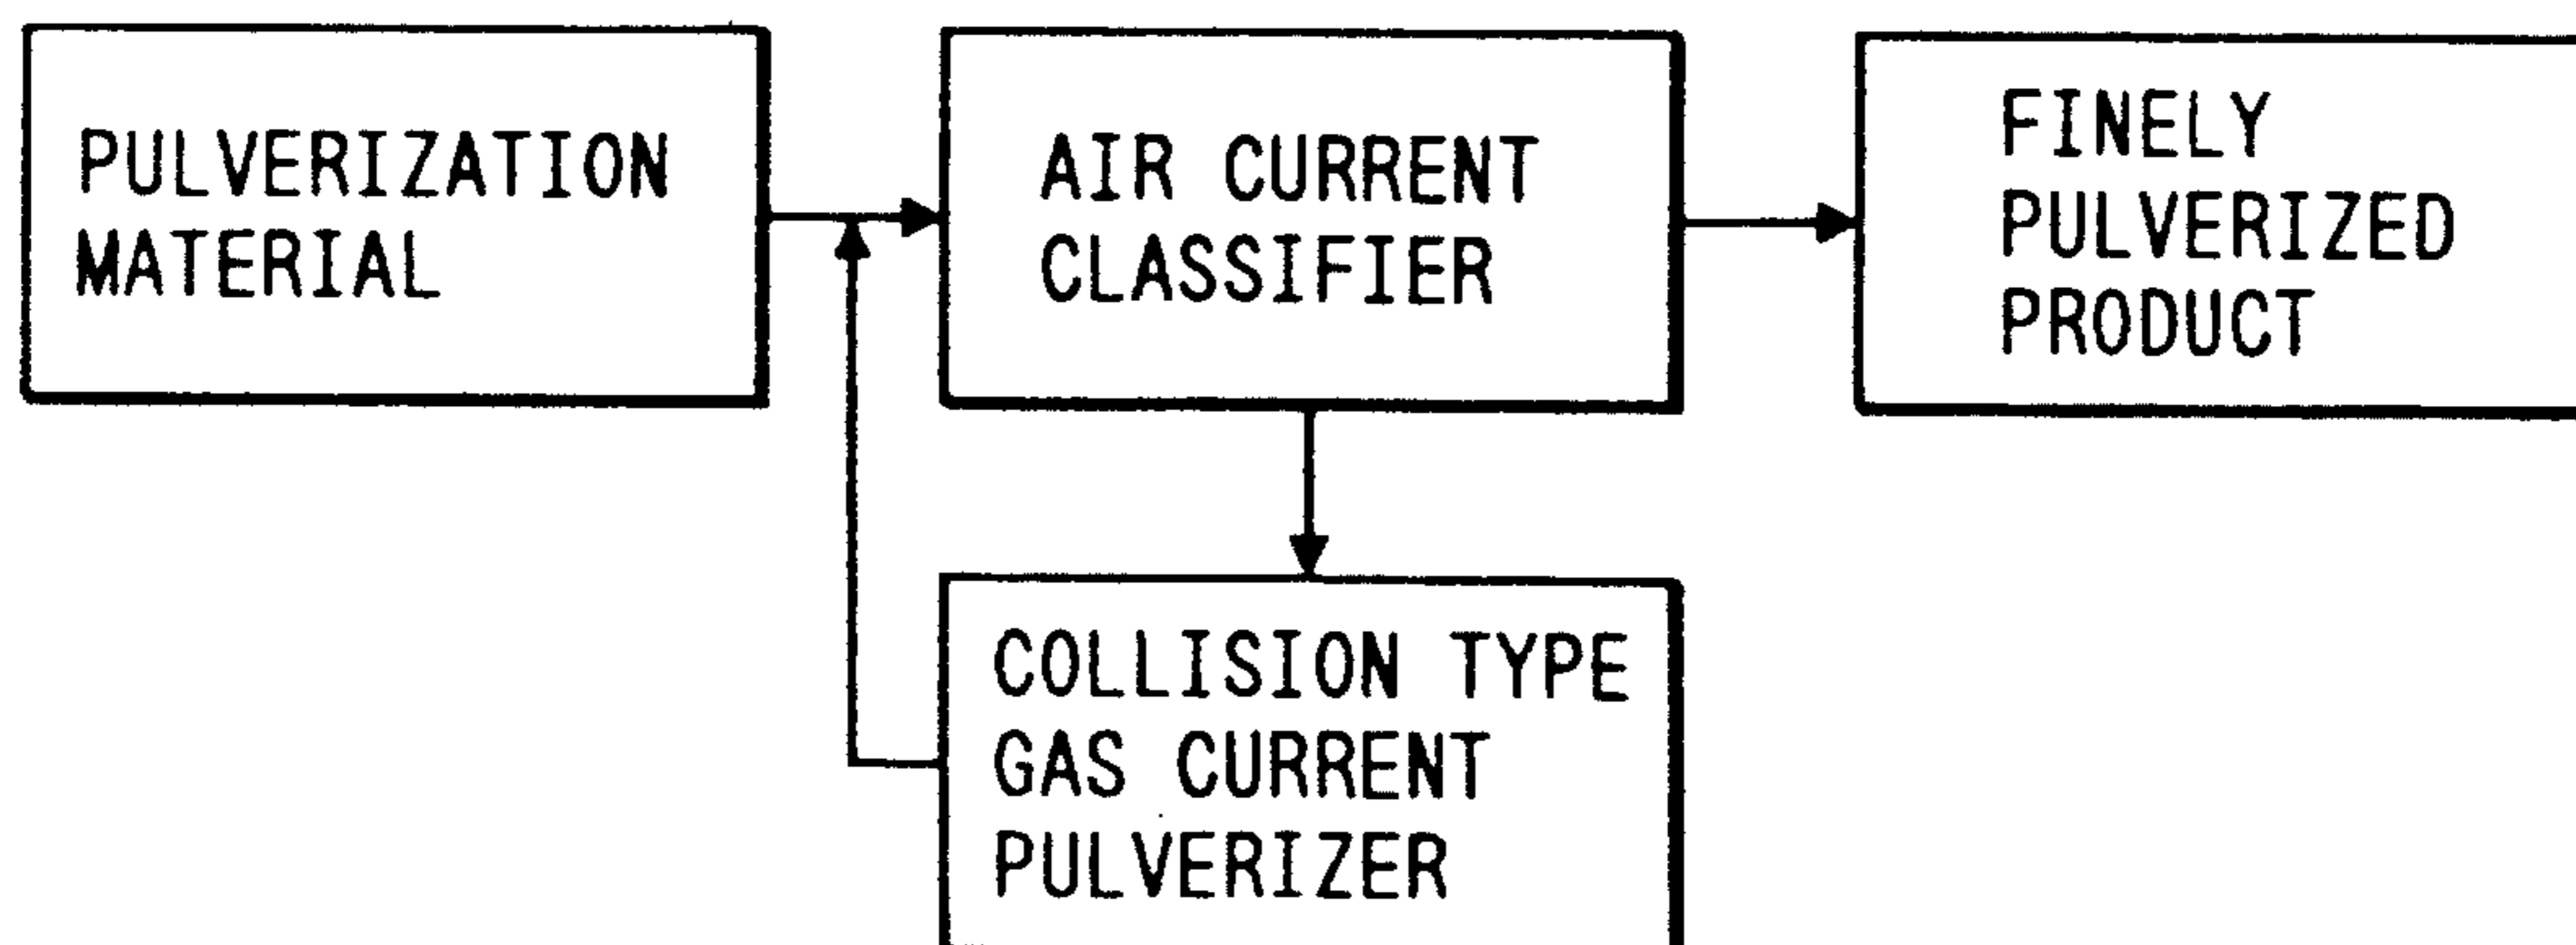 PULVERIZATION
MATERIAL
AIR CURRENT
CLASSIFIER
FINELY
PULVERIZED
PRODUCT
COLLISION TYPE
GAS CURRENT
PULVERIZER